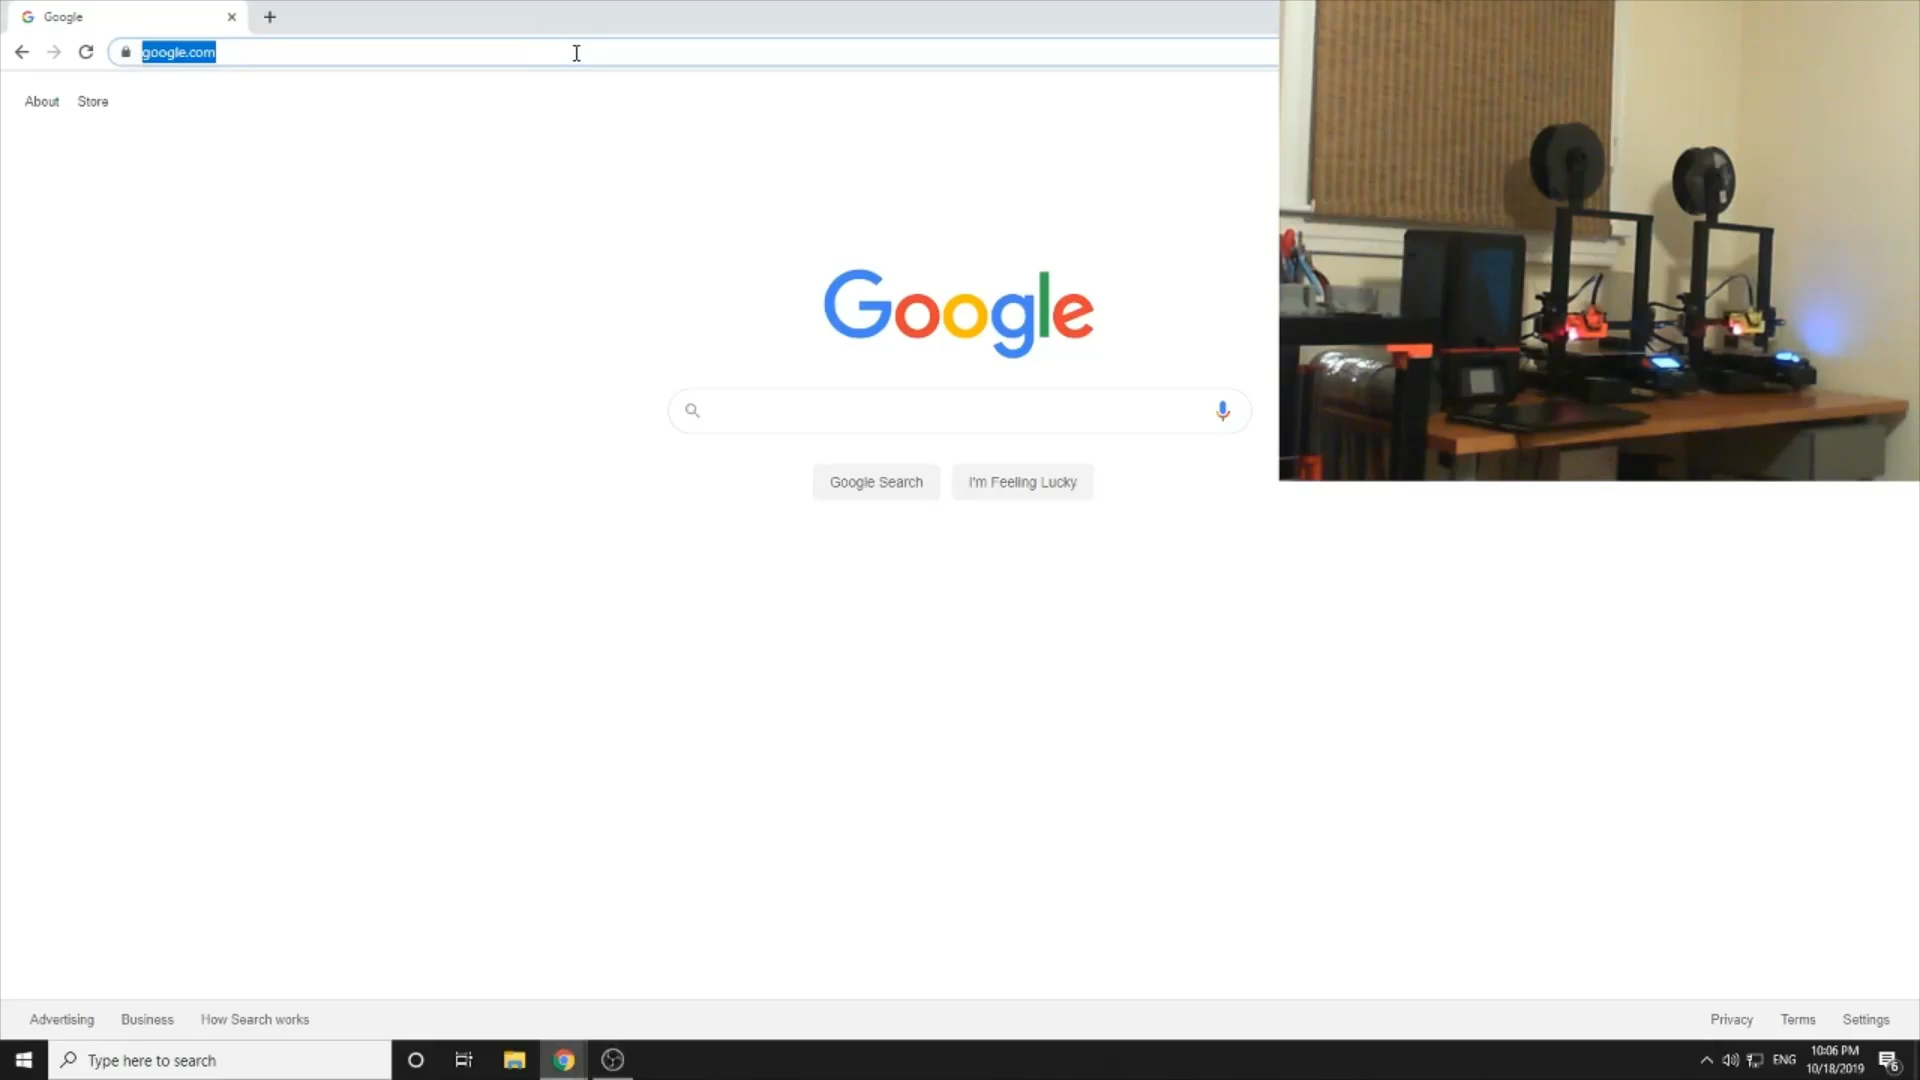 Google
google.com
About Store
Google
Google Search I'm Feeling Lucky
Advertising Business How Search works
Privacy Terms Settings
Type here to search
ENG
10:06 PM
10/18/2019
6